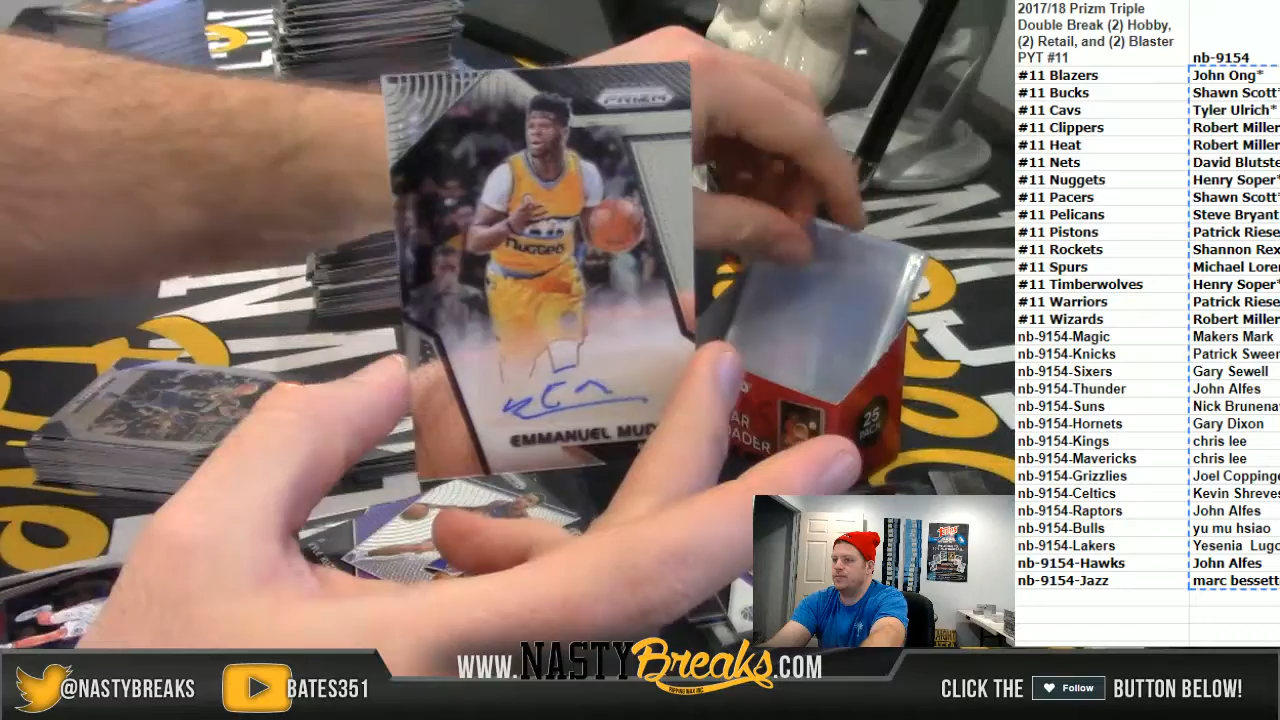 2017/18 Prizm Triple
Double Break (2) Hobby,
(2) Retail, and (2) Blaster
PYT #11 nb-9154
#11 Blazers John Ong*
#11 Bucks Shawn Scott*
#11 Cavs Tyler Ulrich*
#11 Clippers Robert Miller
#11 Heat Robert Miller
#11 Nets David Blutste
#11 Nuggets Henry Soper*
#11 Pacers Shawn Scott*
#11 Pelicans Steve Bryant
#11 Pistons Patrick Riese
#11 Rockets Shannon Rex
#11 Spurs Michael Loren
#11 Timberwolves Henry Soper*
#11 Warriors Patrick Riese
#11 Wizards Robert Miller
nb-9154-Magic Makers Mark
nb-9154-Knicks Patrick Sween
nb-9154-Sixers Gary Sewell
nb-9154-Thunder John Alfes
nb-9154-Suns Nick Brunena
nb-9154-Hornets Gary Dixon
nb-9154-Kings chris lee
nb-9154-Mavericks chris lee
nb-9154-Grizzlies Joel Coppinge
nb-9154-Celtics Kevin Shreve
nb-9154-Raptors John Alfes
nb-9154-Bulls yu mu hsiao
nb-9154-Lakers Yesenia Lugo
nb-9154-Hawks John Alfes
nb-9154-Jazz marc bessett
PRIZM
NUGGETS
EMMANUEL MUD
25
PACK
@NASTYBREAKS
BATES351
WWW.NASTYBreaks.COM
RIPPING WAX INC.
CLICK THE Follow BUTTON BELOW!